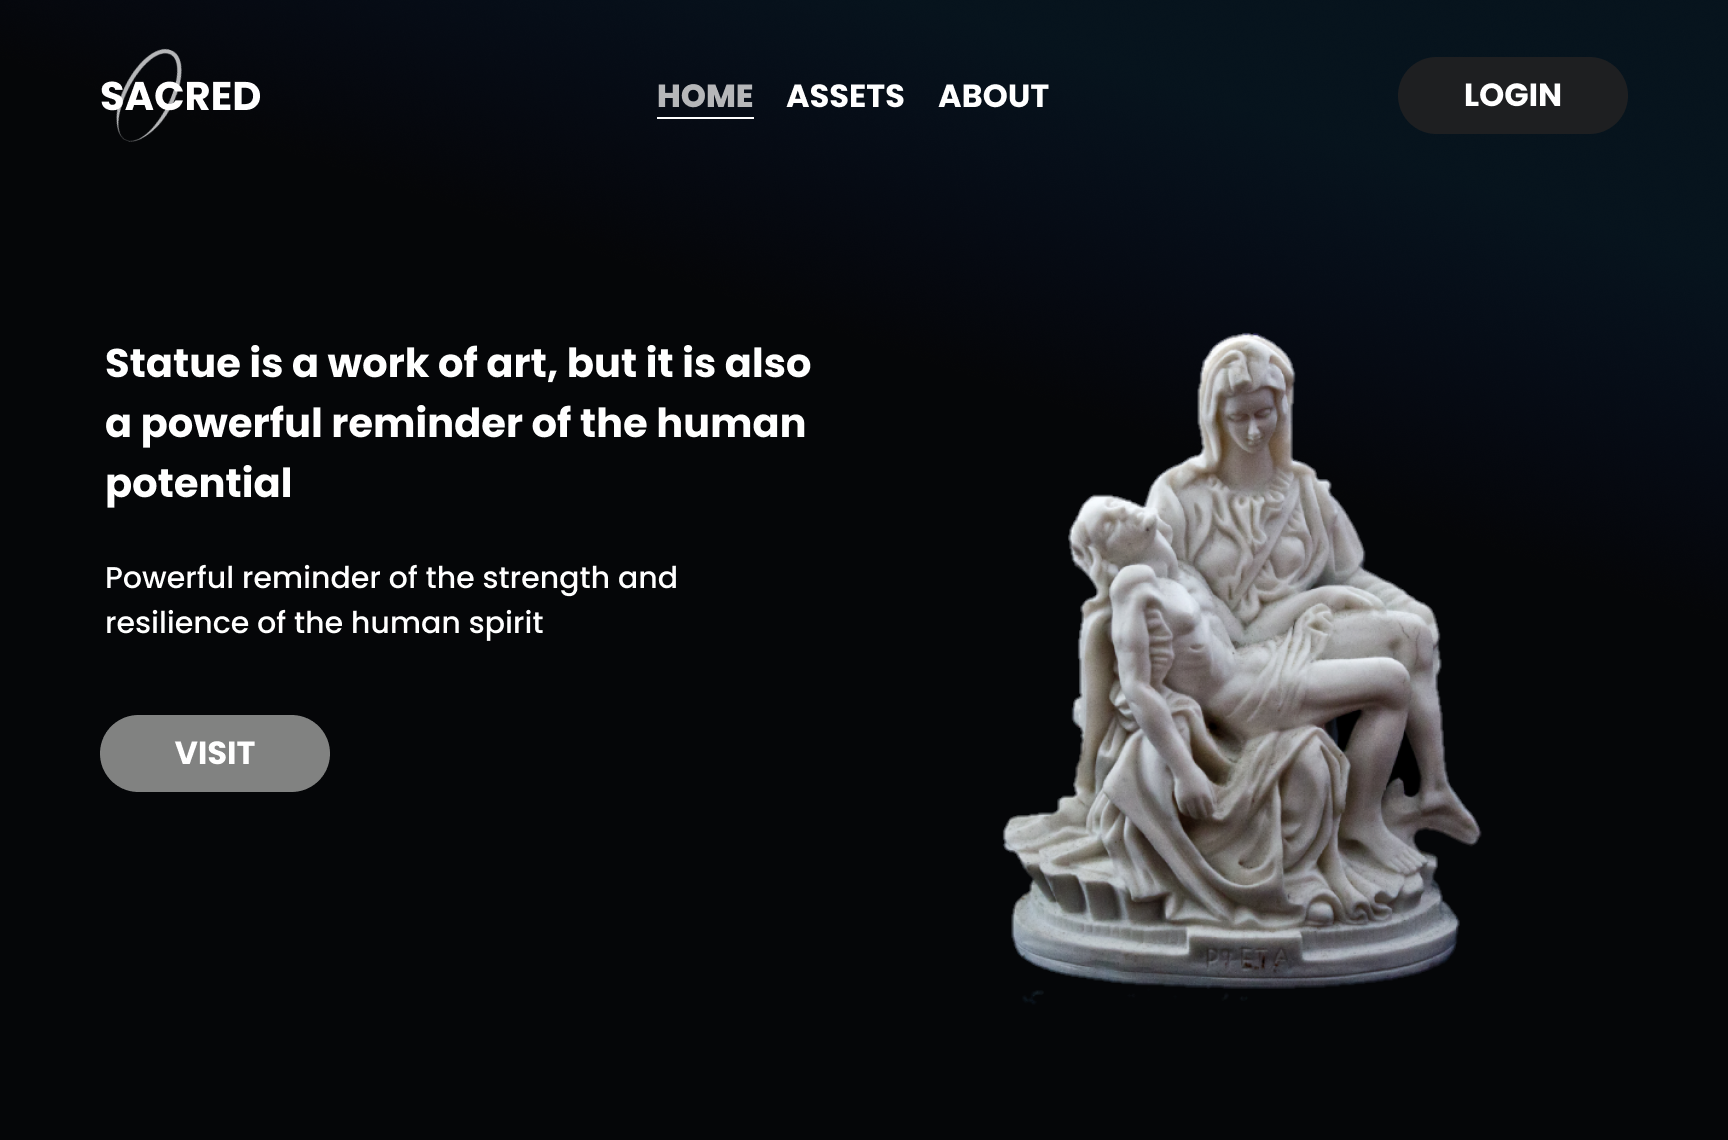 SACRED
HOME ASSETS ABOUT
LOGIN
Statue is a work of art, but it is also
a powerful reminder of the human
potential
Powerful reminder of the strength and
resilience of the human spirit
VISIT
PIETA